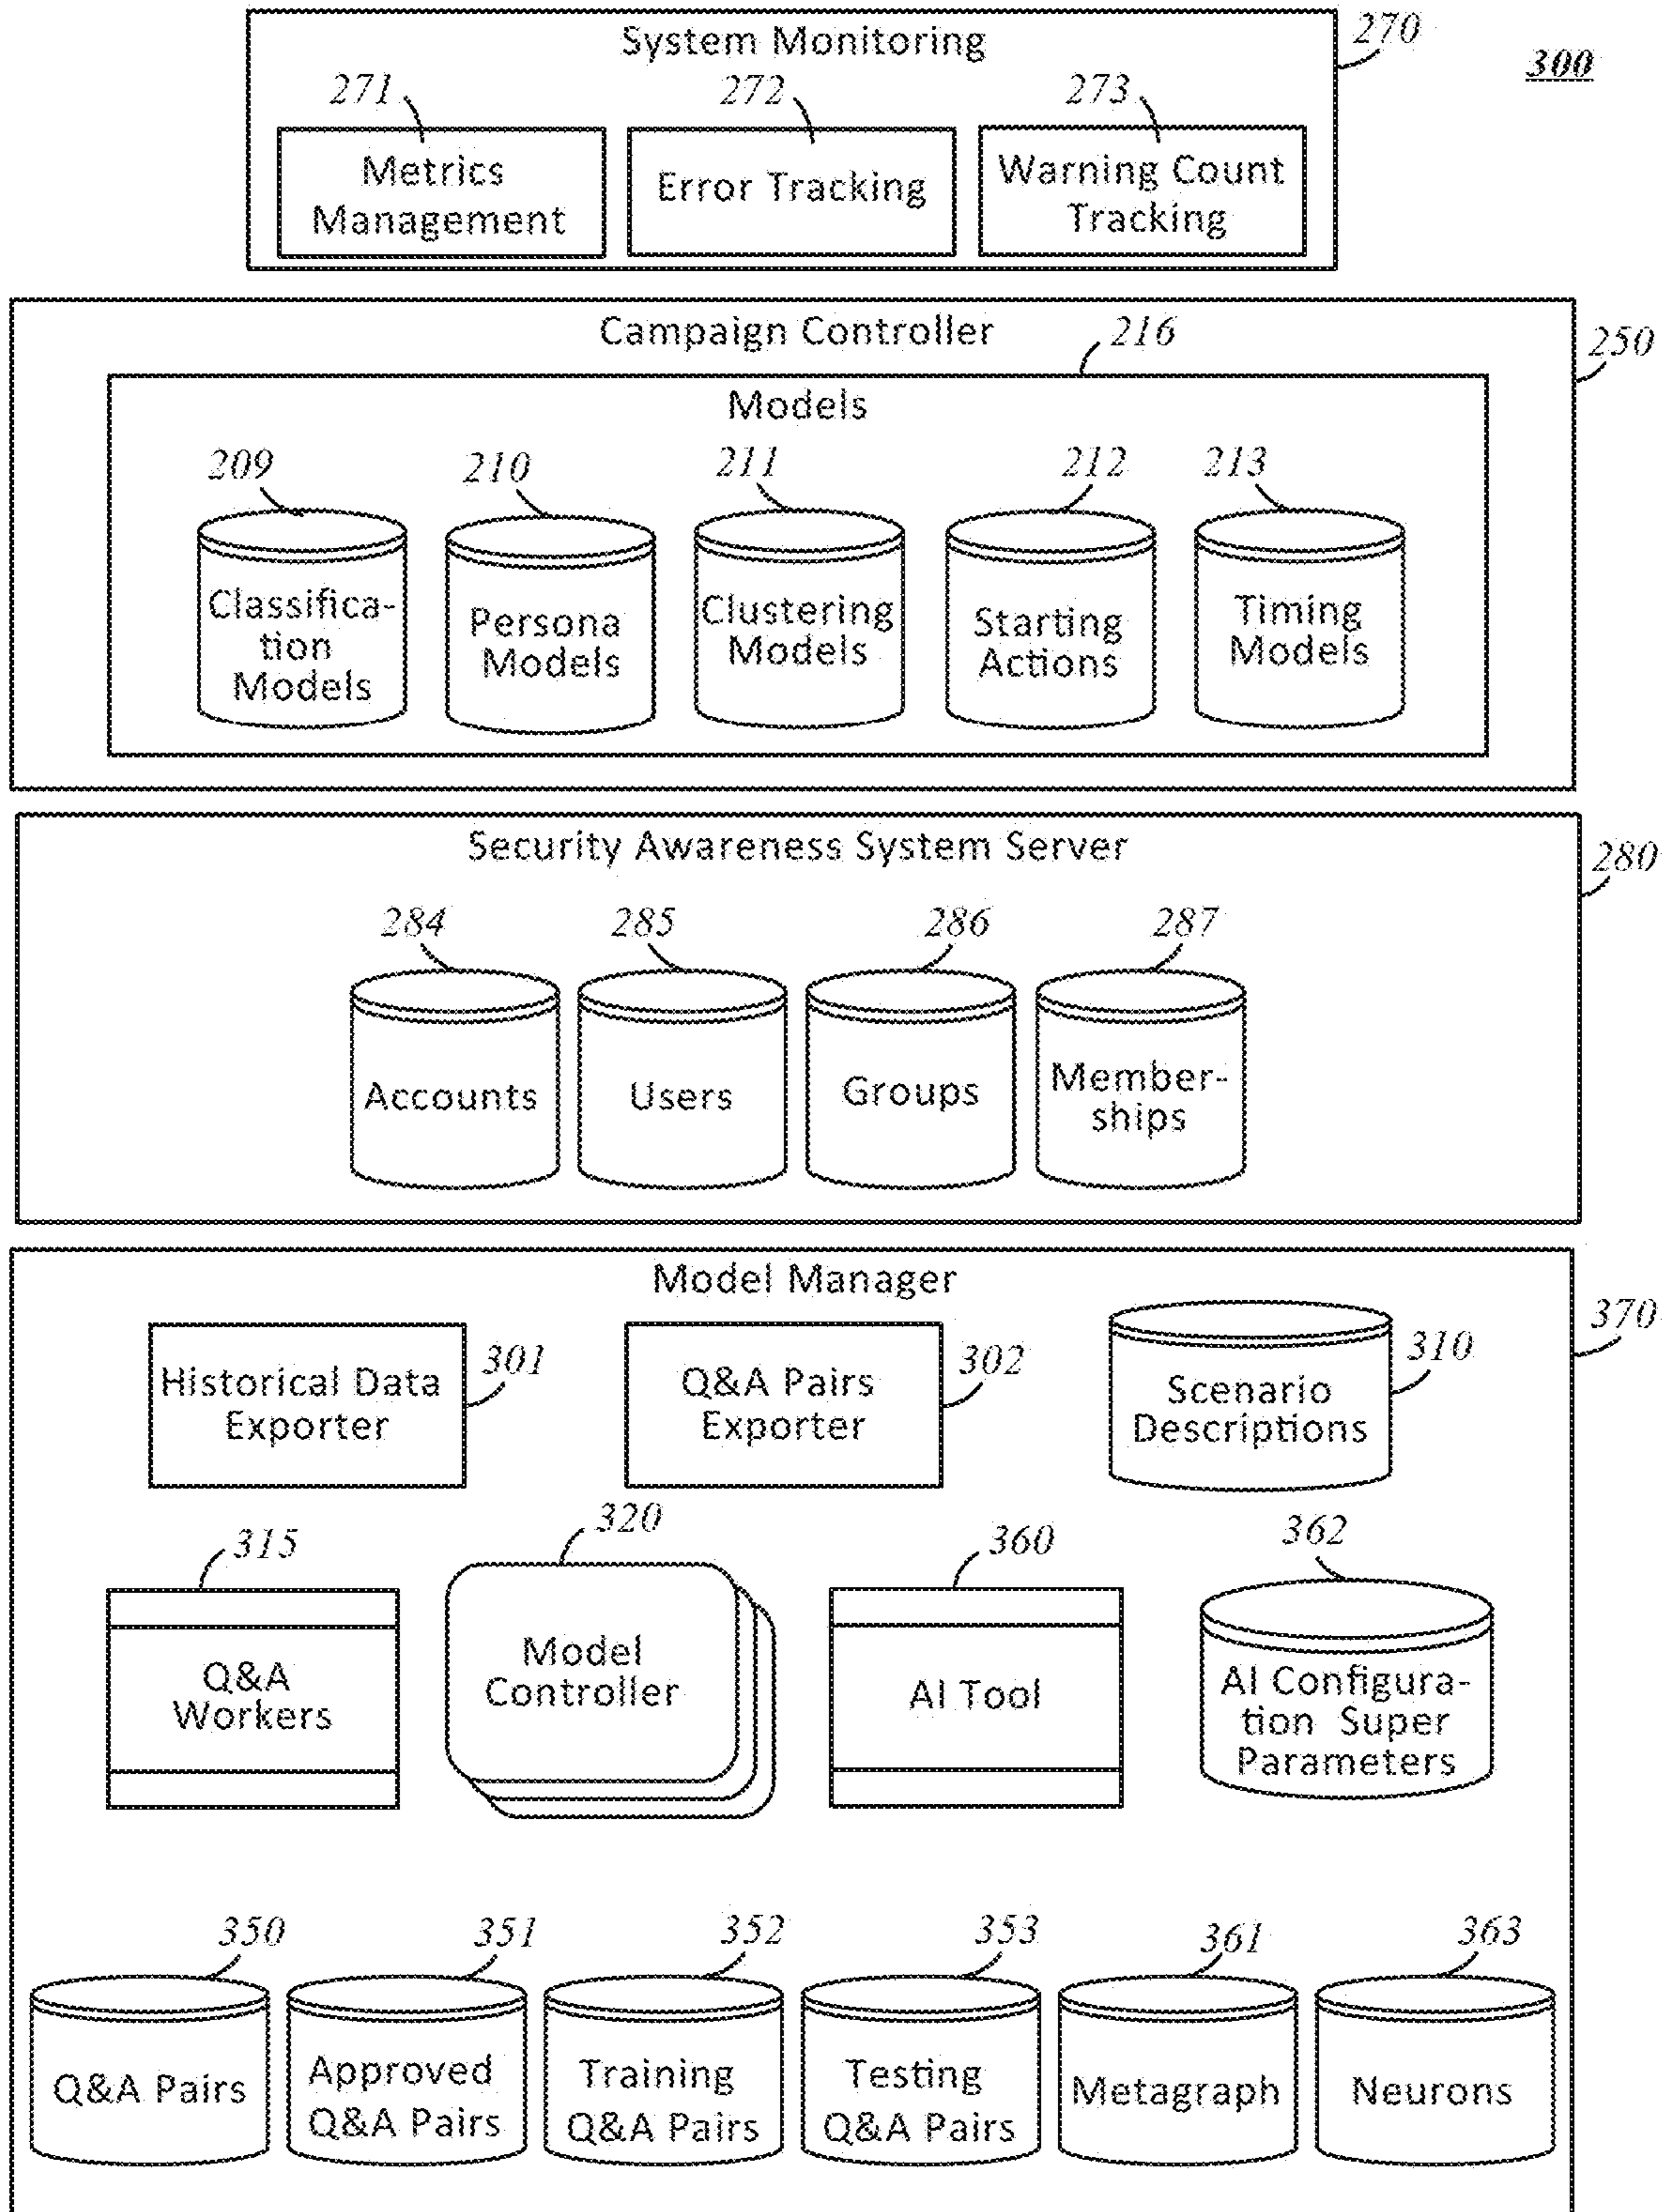 System Monitoring
270
300
271
272
273
Metrics
Management
Error Tracking
Warning Count
Tracking
Campaign Controller
216
250
Models
209
210
211
212
213
Classifica-
tion
Models
Persona
Models
Clustering
Models
Starting
Actions
Timing
Models
Security Awareness System Server
280
284
285
286
287
Accounts
Users
Groups
Member-
ships
Model Manager
370
Historical Data
Exporter
301
Q&A Pairs
Exporter
302
Scenario
Descriptions
310
315
320
360
362
Q&A
Workers
Model
Controller
AI Tool
AI Configura-
tion Super
Parameters
350
351
352
353
361
363
Q&A Pairs
Approved
Q&A Pairs
Training
Q&A Pairs
Testing
Q&A Pairs
Metagraph
Neurons